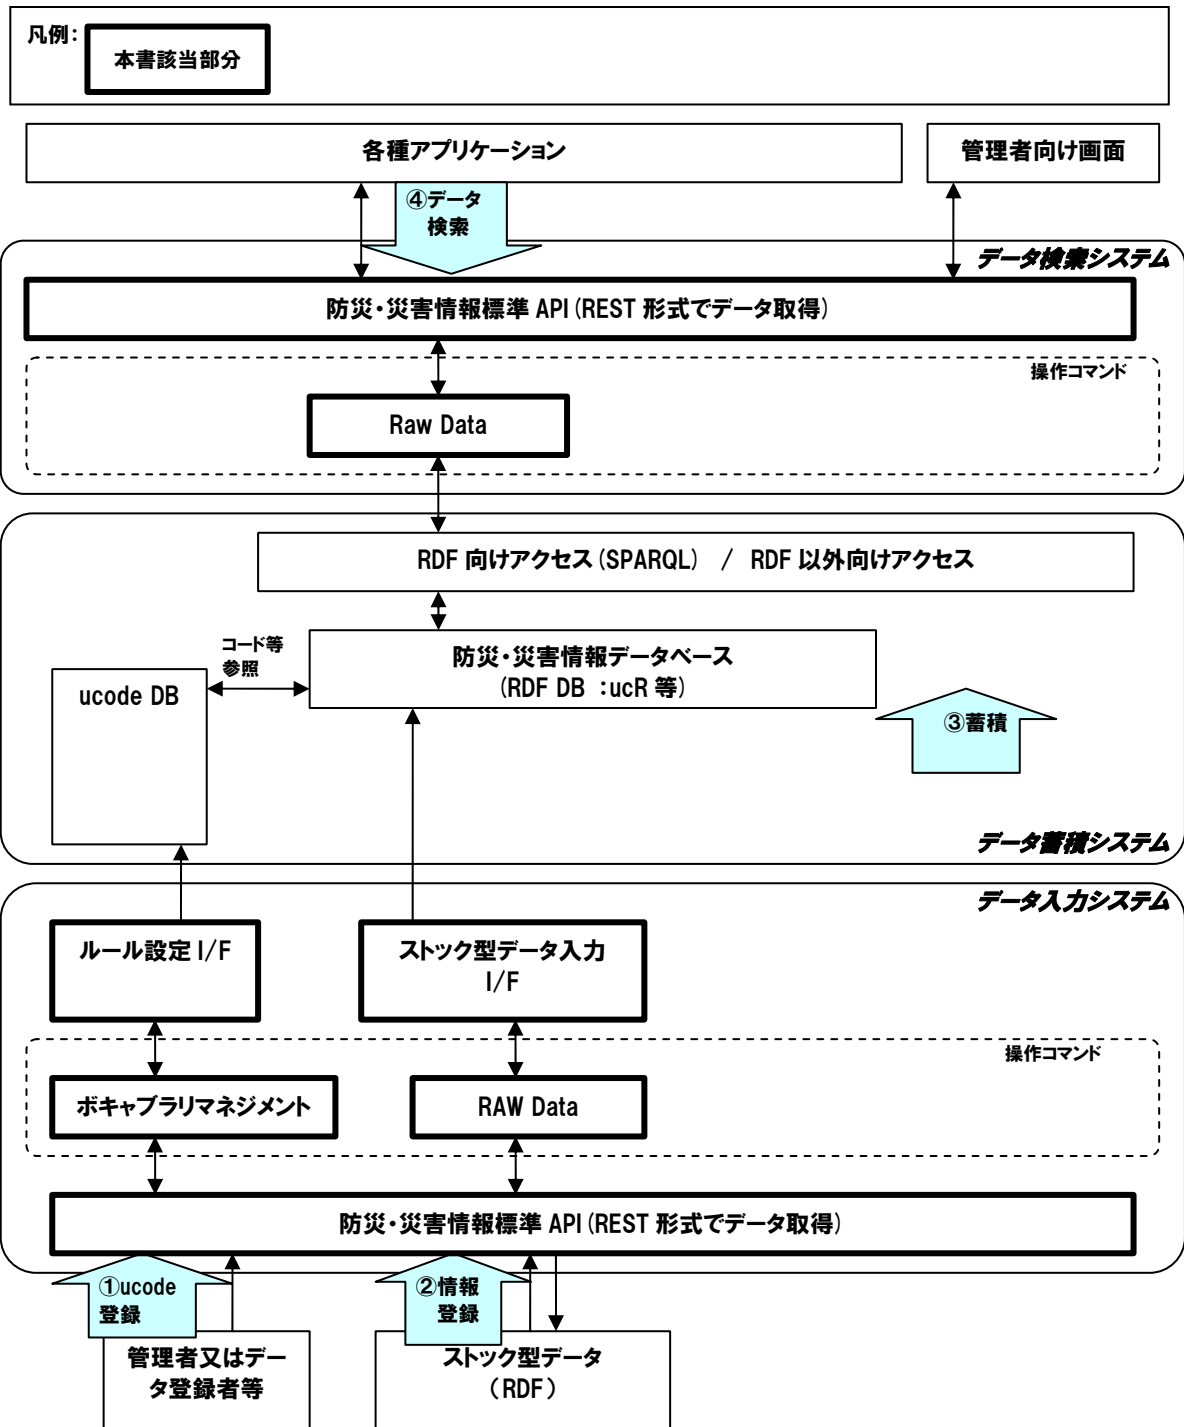 凡例：
本書該当部分
各種アプリケーション
管理者向け画面
④データ
検索
データ検索システム
防災・災害情報標準 API（REST 形式でデータ取得）
操作コマンド
Raw Data
RDF 向けアクセス（SPARQL） / RDF 以外向けアクセス
コード等
参照
防災・災害情報データベース
（RDF DB ：ucR 等）
ucode DB
③蓄積
データ蓄積システム
データ入力システム
ルール設定 I/F
ストック型データ入力
I/F
操作コマンド
ボキャブラリマネジメント
RAW Data
防災・災害情報標準 API（REST 形式でデータ取得）
①ucode
登録
②情報
登録
管理者又はデー
タ登録者等
ストック型データ
（RDF）